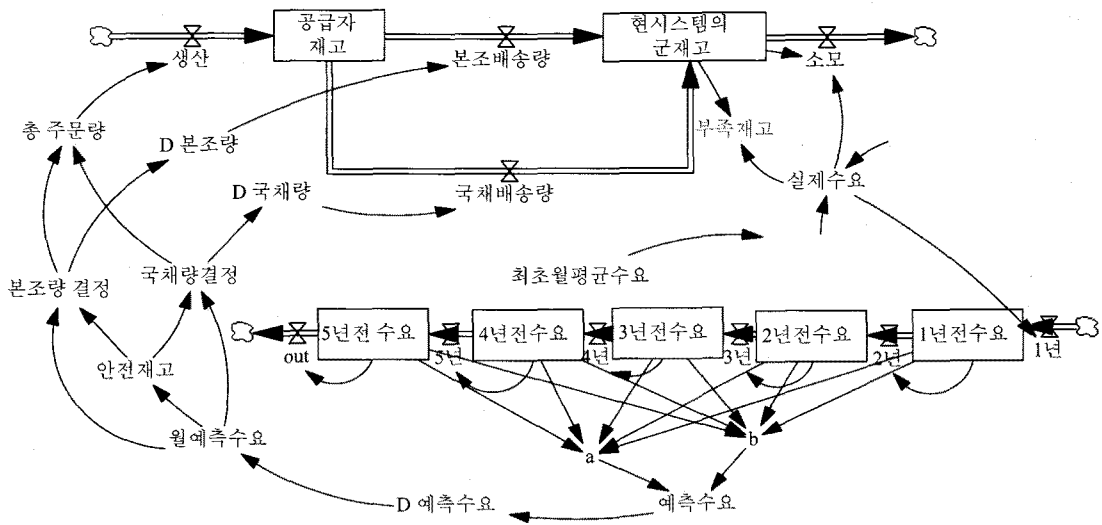 공급자
재고
현시스템의
군재고
생산
본조배송량
소모
총 주문량
D 본조량
부족재고
D 국채량
국채배송량
실제수요
최초월평균수요
본조량 결정
국채량결정
5년전 수요
4년전수요
3년전수요
2년전수요
1년전수요
out
5년
4년
3년
2년
1년
안전재고
월예측수요
a
b
D 예측수요
예측수요